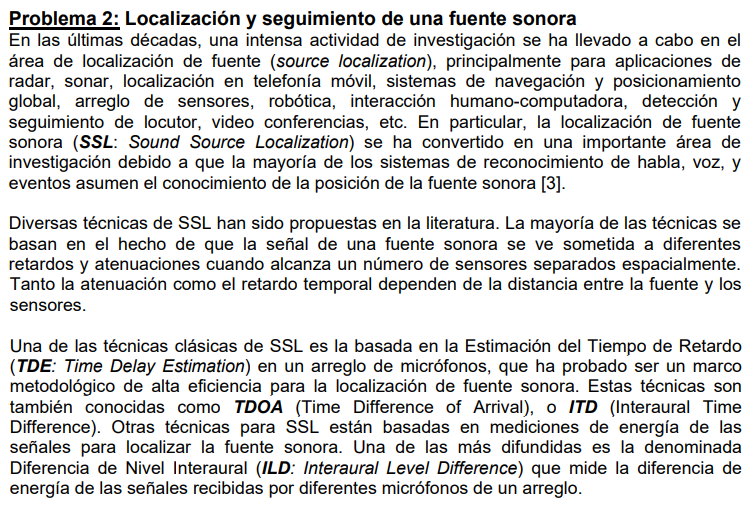 Problema 2: Localización y seguimiento de una fuente sonora
En las últimas décadas, una intensa actividad de investigación se ha llevado a cabo en el
área de localización de fuente (source localization), principalmente para aplicaciones de
radar, sonar, localización en telefonía móvil, sistemas de navegación y posicionamiento
global, arreglo de sensores, robótica, interacción humano-computadora, detección y
seguimiento de locutor, video conferencias, etc. En particular, la localización de fuente
sonora (SSL: Sound Source Localization) se ha convertido en una importante área de
investigación debido a que la mayoría de los sistemas de reconocimiento de habla, voz, y
eventos asumen el conocimiento de la posición de la fuente sonora [3].
Diversas técnicas de SSL han sido propuestas en la literatura. La mayoría de las técnicas se
basan en el hecho de que la señal de una fuente sonora se ve sometida a diferentes
retardos y atenuaciones cuando alcanza un número de sensores separados espacialmente.
Tanto la atenuación como el retardo temporal dependen de la distancia entre la fuente y los
sensores.
Una de las técnicas clásicas de SSL es la basada en la Estimación del Tiempo de Retardo
(TDE: Time Delay Estimation) en un arreglo de micrófonos, que ha probado ser un marco
metodológico de alta eficiencia para la localización de fuente sonora. Estas técnicas son
también conocidas como TDOA (Time Difference of Arrival), o ITD (Interaural Time
Difference). Otras técnicas para SSL están basadas en mediciones de energía de las
señales para localizar la fuente sonora. Una de las más difundidas es la denominada
Diferencia de Nivel Interaural (ILD: Interaural Level Difference) que mide la diferencia de
energía de las señales recibidas por diferentes micrófonos de un arreglo.